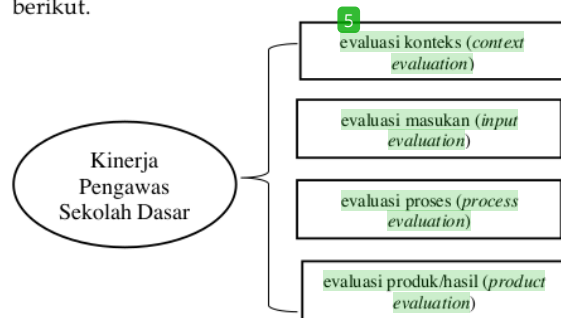 berikut.
5
evaluasi konteks (context
evaluation)
evaluasi masukan (input
evaluation)
Kinerja
Pengawas
Sekolah Dasar
evaluasi proses (process
evaluation)
evaluasi produk/hasil (product
evaluation)